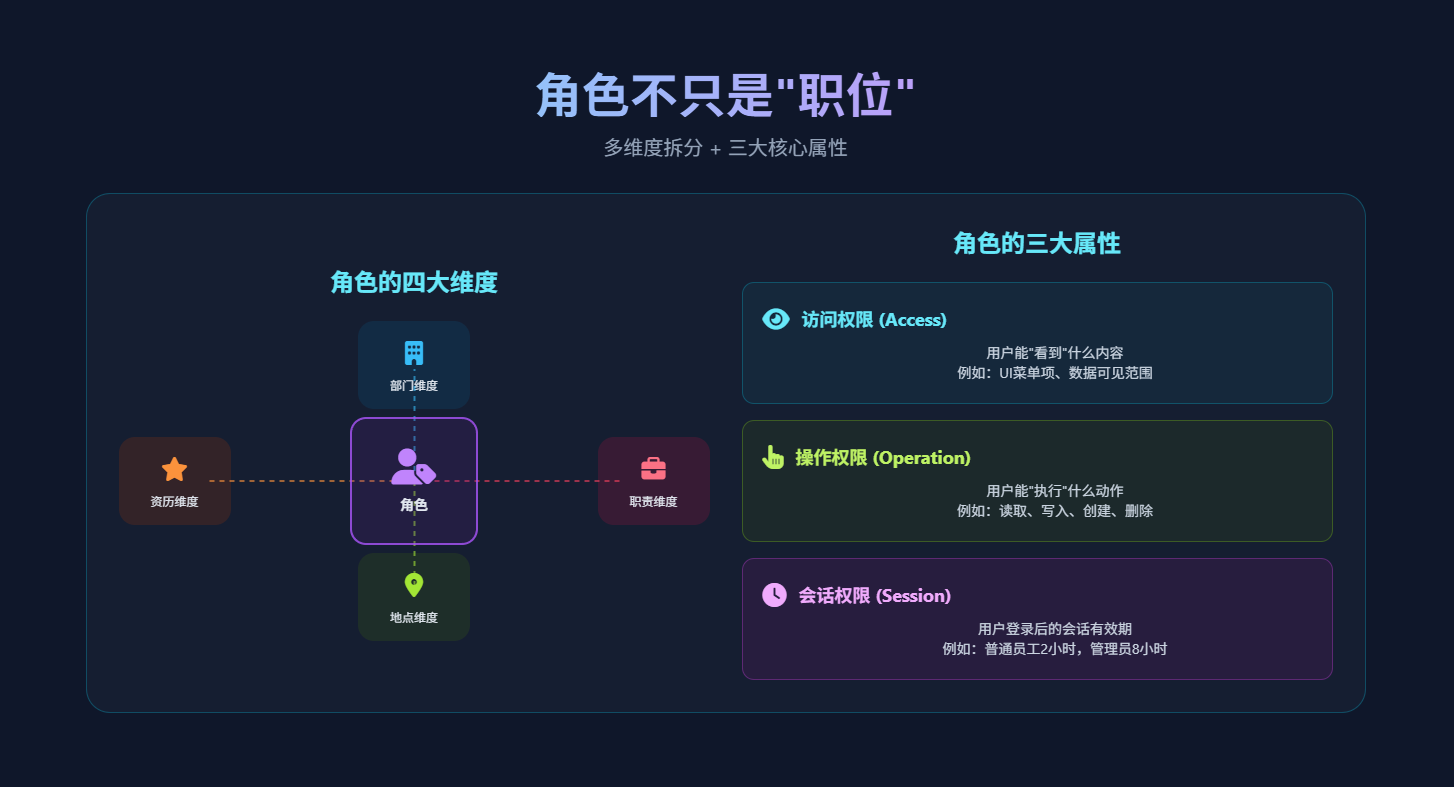 角色不只是"职位"
多维度拆分 + 三大核心属性
角色的四大维度
部门维度
资历维度
角色
职责维度
地点维度
角色的三大属性
访问权限 (Access)
用户能"看到"什么内容
例如：UI菜单项、数据可见范围
操作权限 (Operation)
用户能"执行"什么动作
例如：读取、写入、创建、删除
会话权限 (Session)
用户登录后的会话有效期
例如：普通员工2小时，管理员8小时